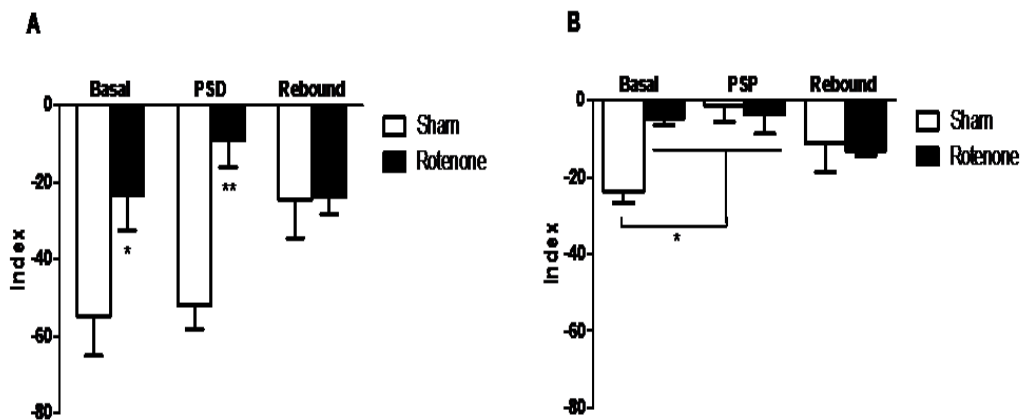 A
Basal PSD Rebound
0
-20
-40
-60
-80
Index
* **
Sham
Rotenone
B
Basal PSP Rebound
0
-20
-40
-60
-80
Index
*
Sham
Rotenone